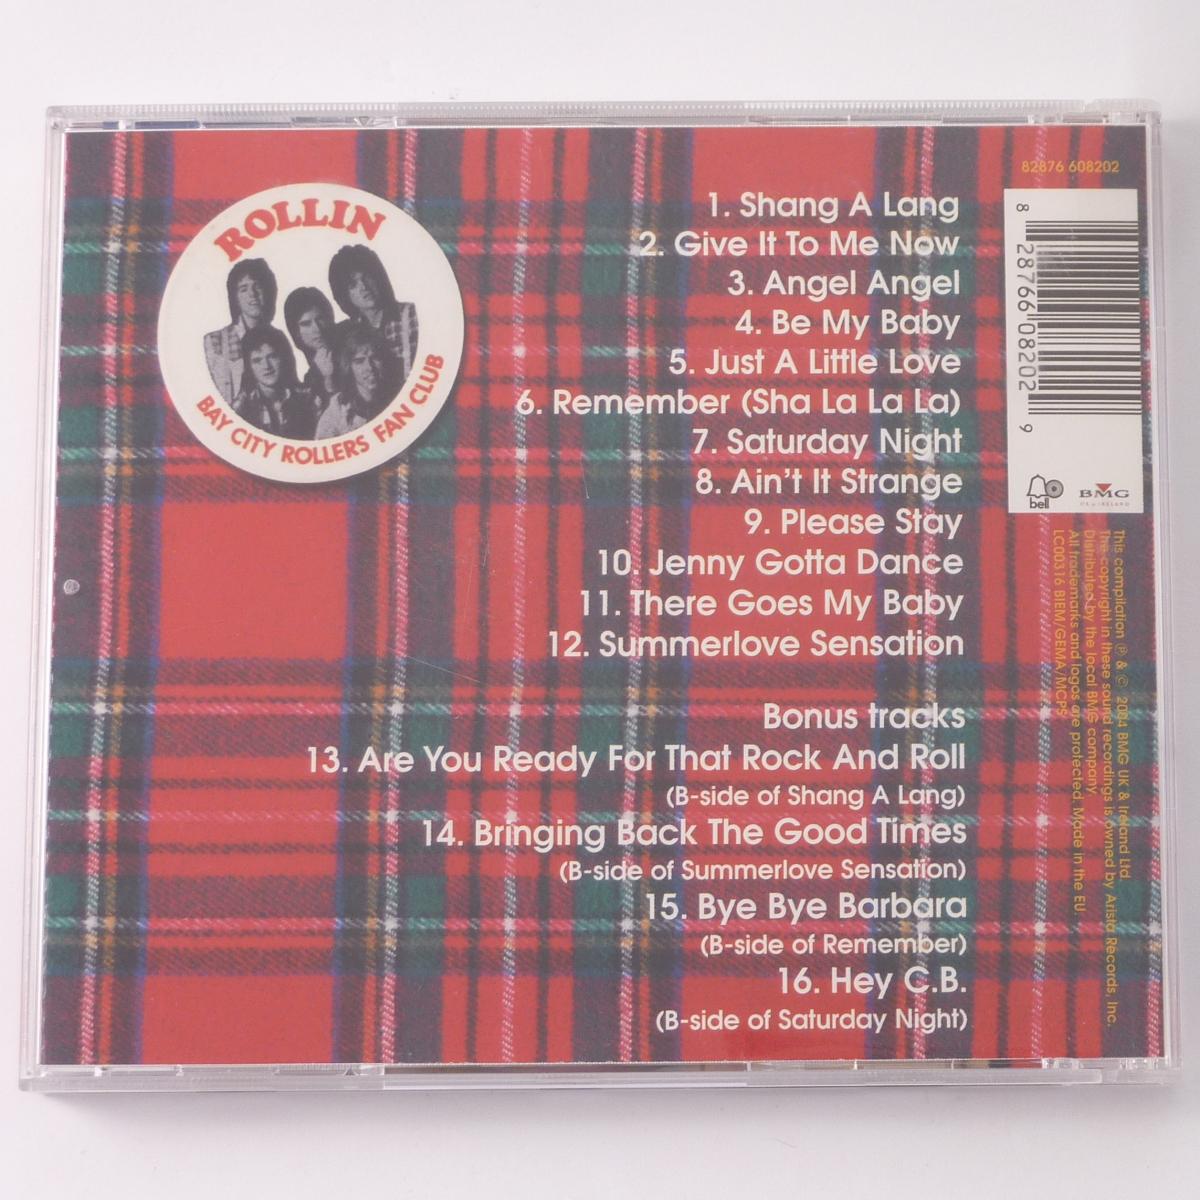 ROLLIN
BAY CITY ROLLERS FAN CLUB
1. Shang A Lang
2. Give It To Me Now
3. Angel Angel
4. Be My Baby
5. Just A Little Love
6. Remember (Sha La La La)
7. Saturday Night
8. Ain't It Strange
9. Please Stay
10. Jenny Gotta Dance
11. There Goes My Baby
12. Summerlove Sensation
Bonus tracks
13. Are You Ready For That Rock And Roll
(B-side of Shang A Lang)
14. Bringing Back The Good Times
(B-side of Summerlove Sensation)
15. Bye Bye Barbara
(B-side of Remember)
16. Hey C.B.
(B-side of Saturday Night)
82876 608202
8 28766 08202 9
bell
BMG
UK & IRELAND
This compilation ℗ & © 2004 BMG UK & Ireland Ltd.
The copyright in these sound recordings is owned by Arista Records, Inc.
Distributed by the local BMG company.
All trademarks and logos are protected. Made in the EU.
LC00316 BIEM/GEMA/MCPS